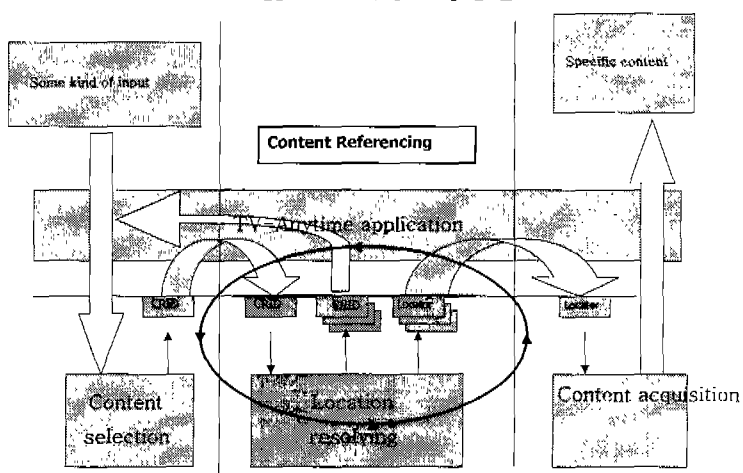 Some kind of input
Specific content
Content Referencing
TV-Anytime application
CRID
CRID
CRID
Locator
Locator
Content
selection
Location
resolving
Content acquisition